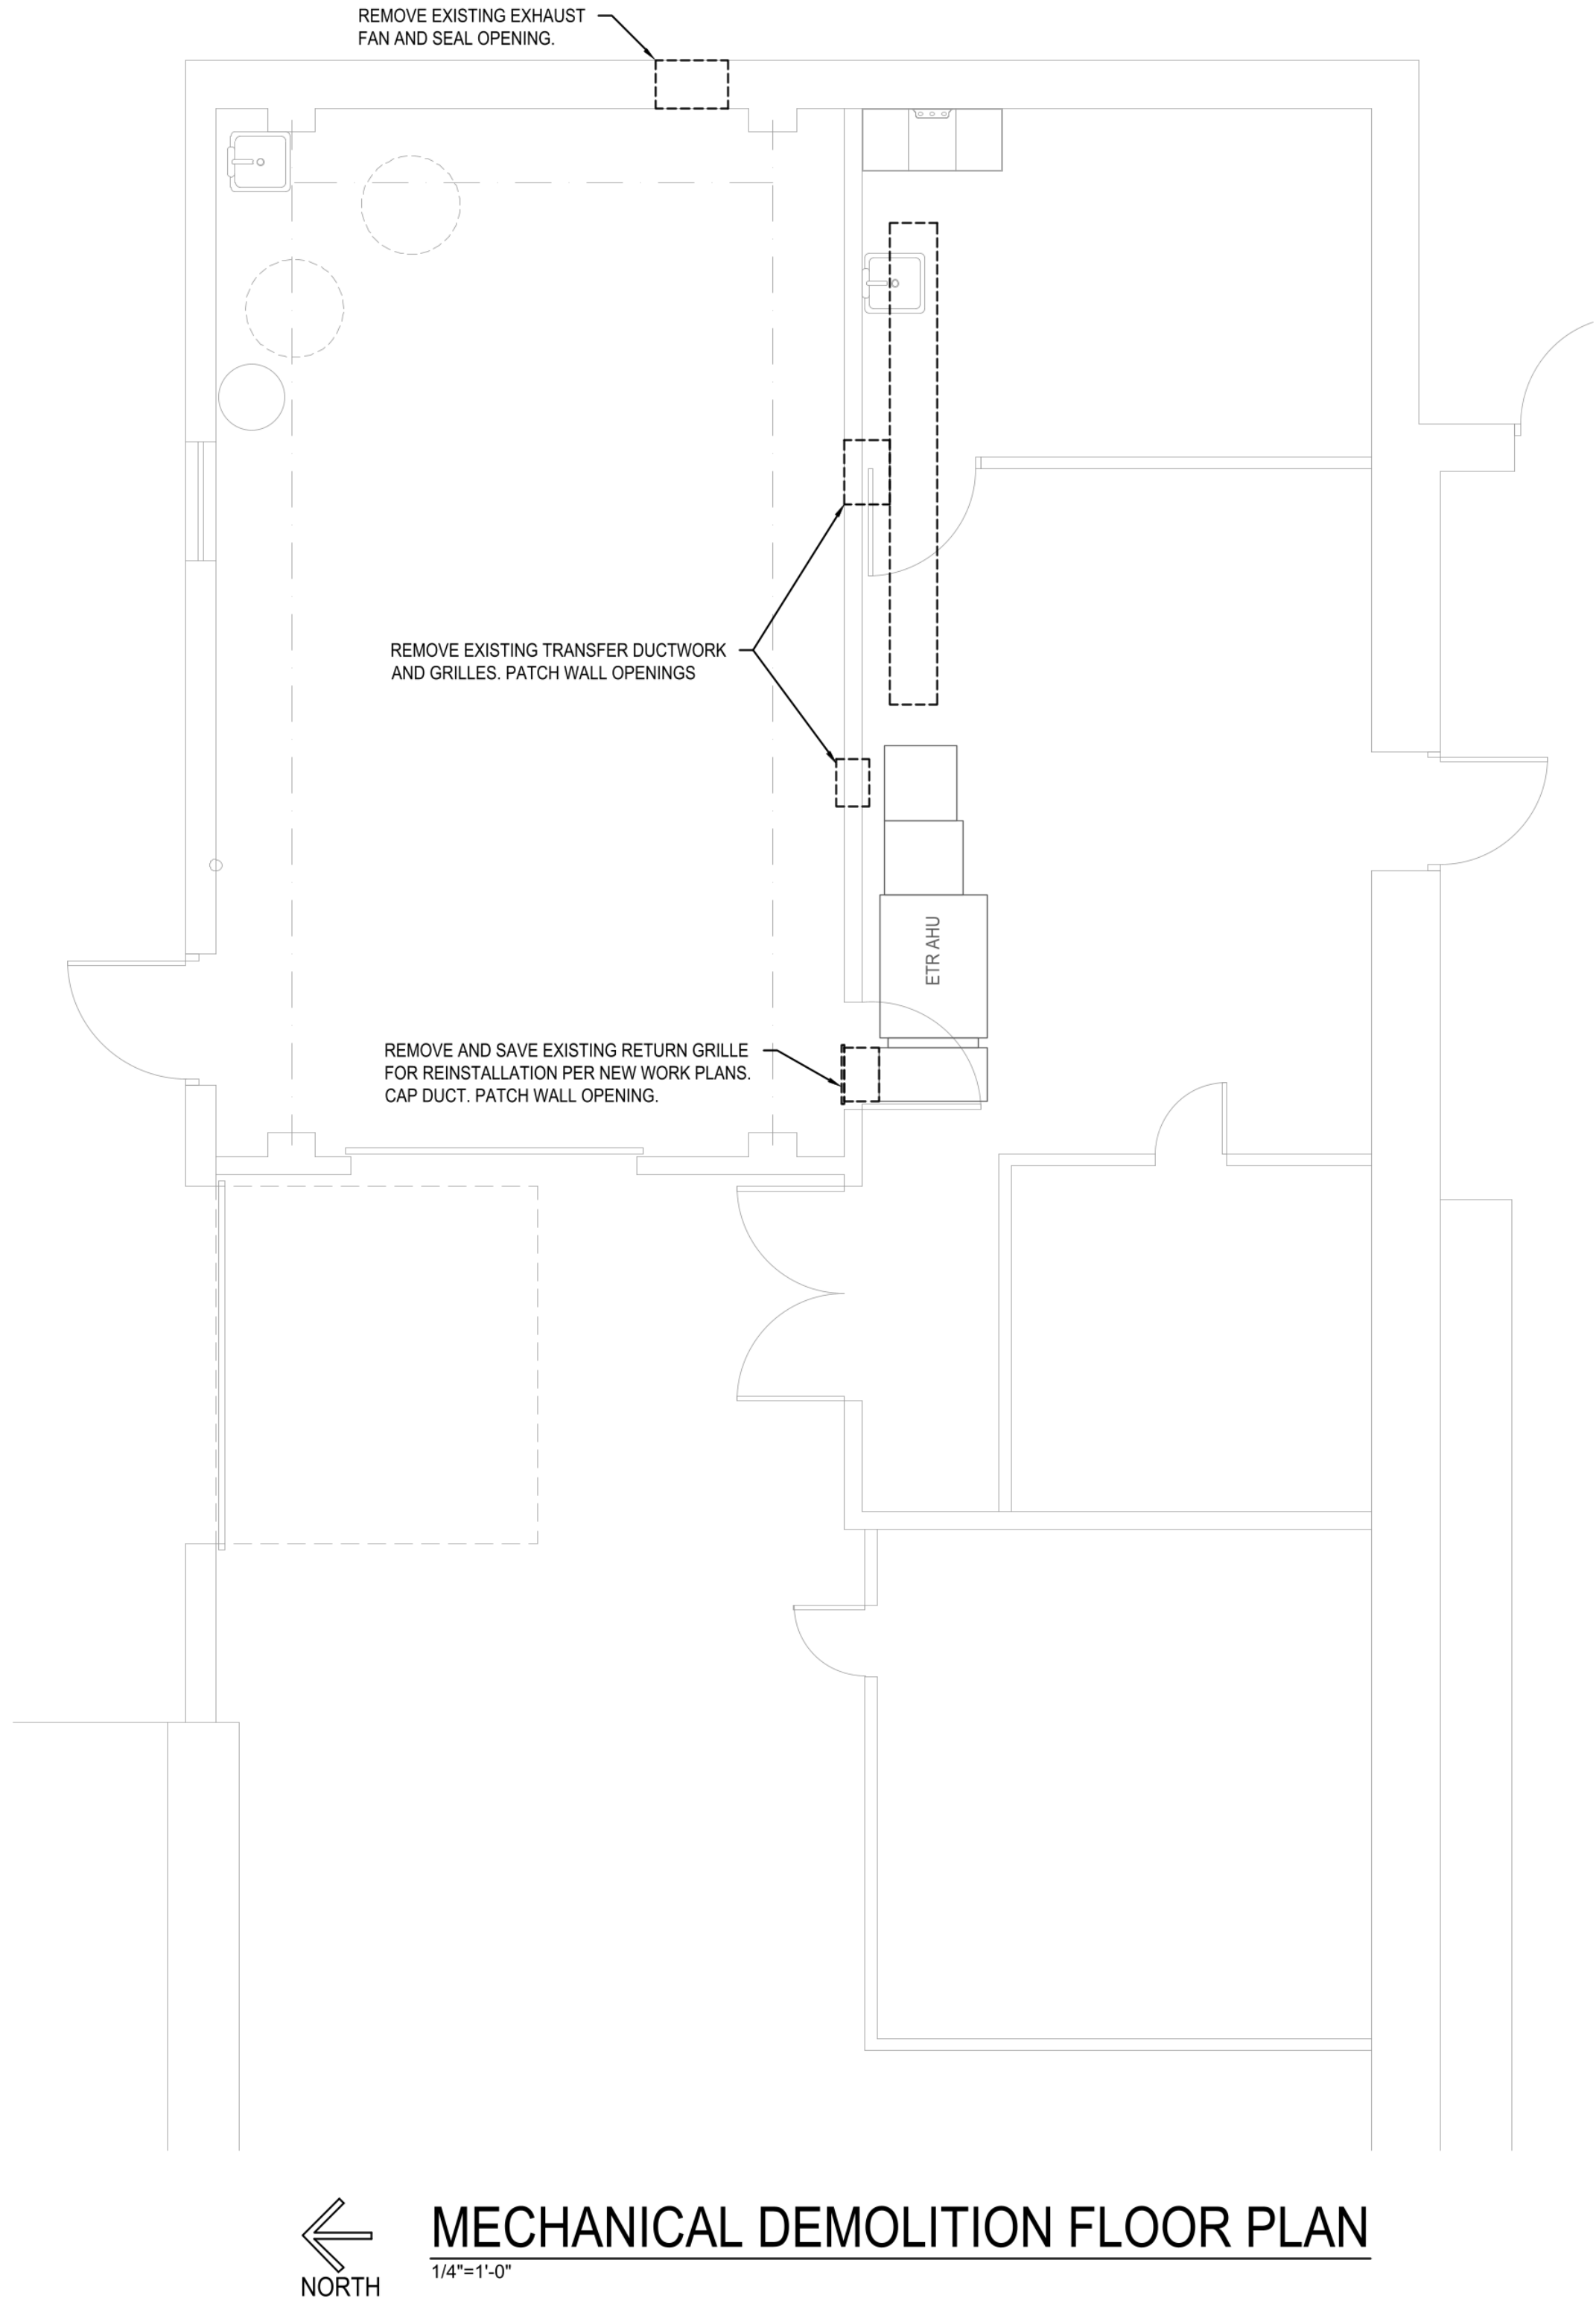 REMOVE EXISTING EXHAUST
FAN AND SEAL OPENING.
REMOVE EXISTING TRANSFER DUCTWORK
AND GRILLES. PATCH WALL OPENINGS
ETR AHU
REMOVE AND SAVE EXISTING RETURN GRILLE
FOR REINSTALLATION PER NEW WORK PLANS.
CAP DUCT. PATCH WALL OPENING.
MECHANICAL DEMOLITION FLOOR PLAN
1/4"=1'-0"
NORTH